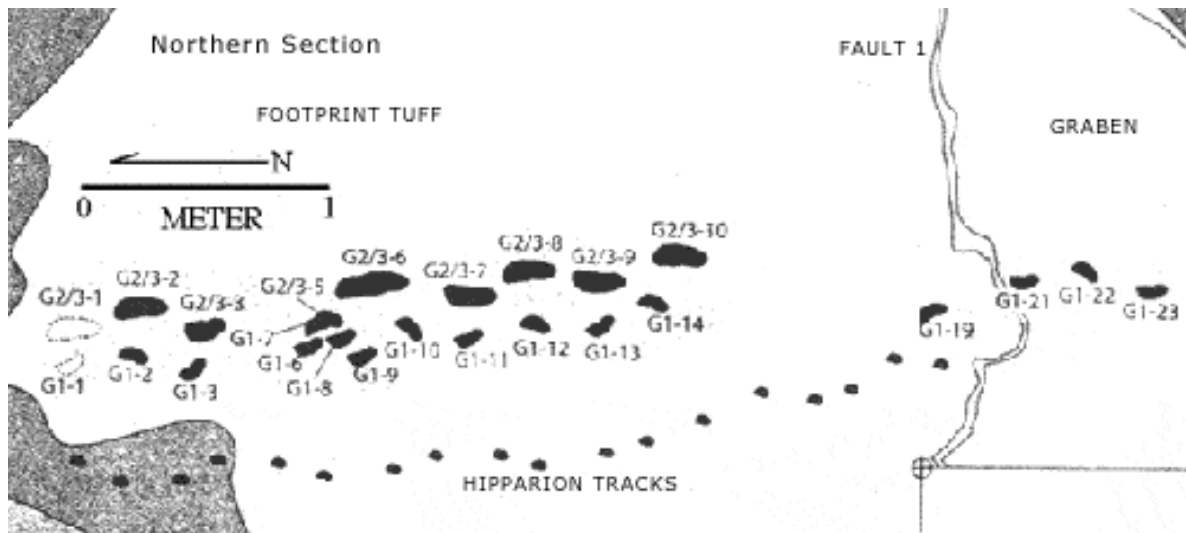 Northern Section
FAULT 1
FOOTPRINT TUFF
GRABEN
N
0 1
METER
G2/3-10
G2/3-8
G2/3-6
G2/3-9
G2/3-7
G2/3-2
G2/3-5
G2/3-1
G2/3-3
G1-21
G1-22
G1-23
G1-14
G1-19
G1-7
G1-10
G1-11
G1-12
G1-13
G1-6
G1-8
G1-9
G1-2
G1-1
G1-3
HIPPARION TRACKS